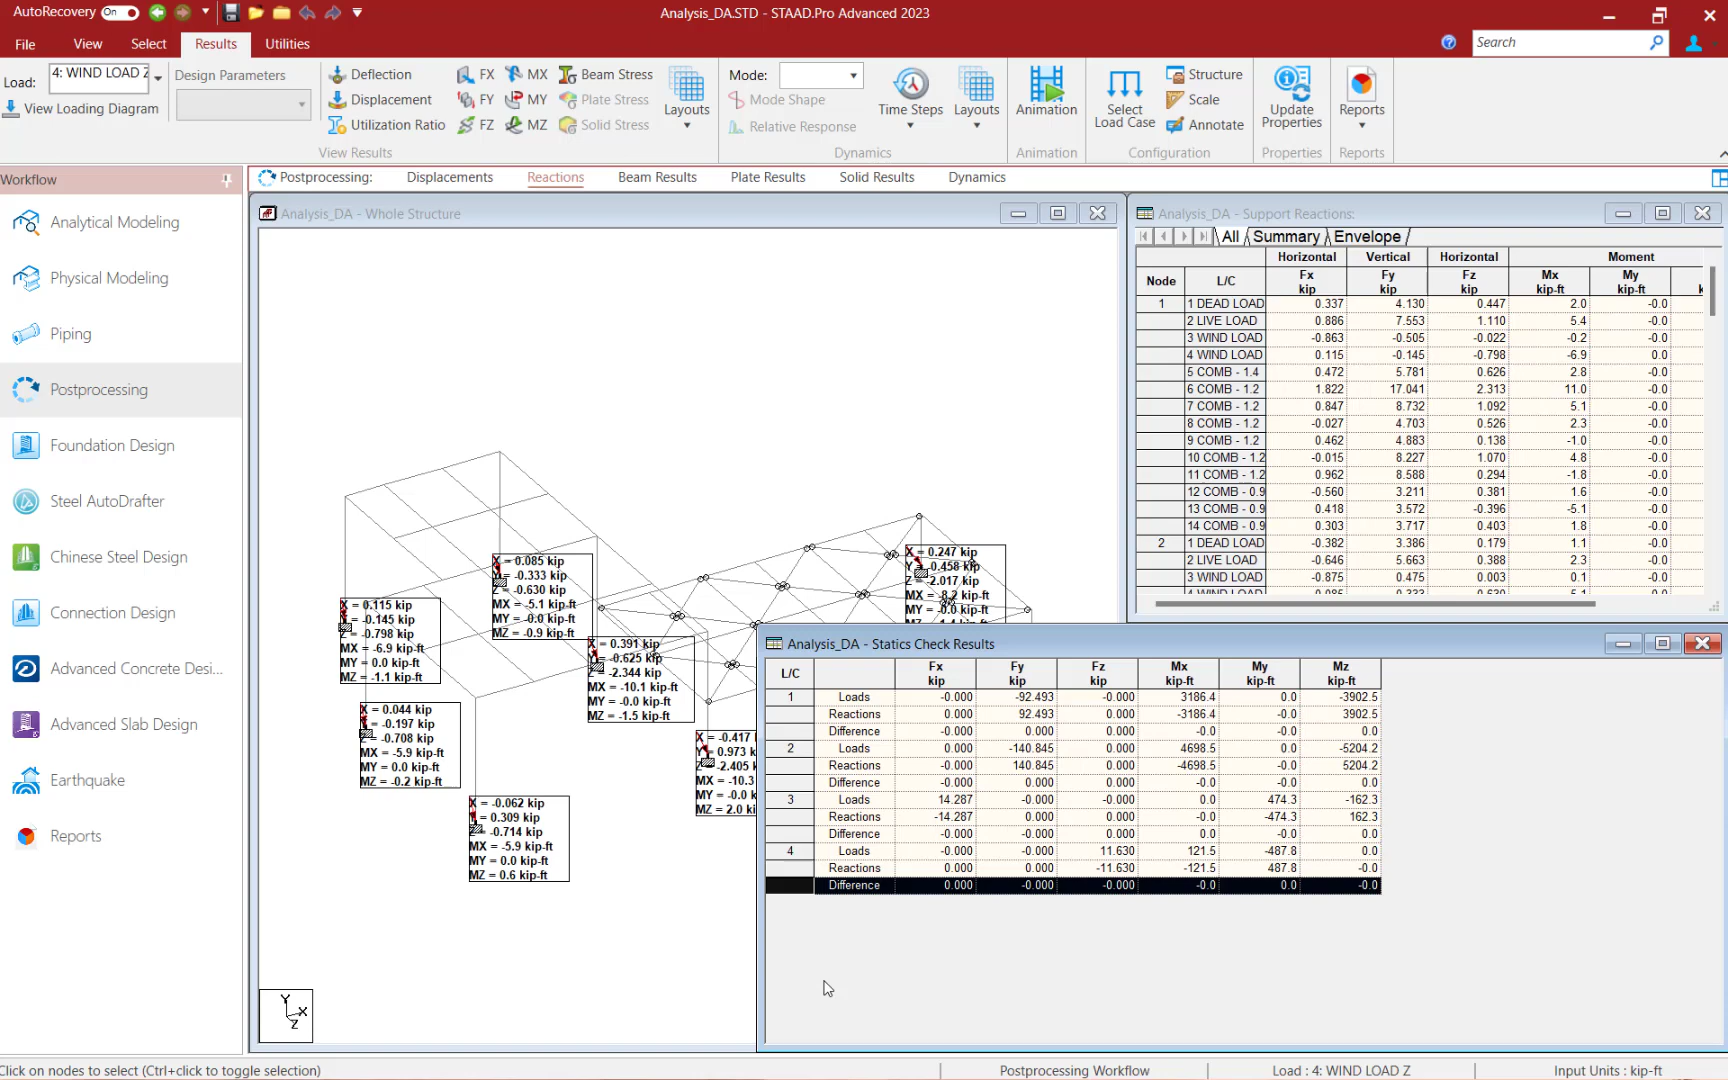 AutoRecovery On
Analysis_DA.STD - STAAD.Pro Advanced 2023
File View Select Results Utilities
Search
Load: 4: WIND LOAD Z
View Loading Diagram
Design Parameters
Deflection
Displacement
Utilization Ratio
FX MX Beam Stress
FY MY Plate Stress
FZ MZ Solid Stress
Layouts
View Results
Mode:
Mode Shape
Relative Response
Time Steps
Layouts
Dynamics
Animation
Animation
Select Load Case
Structure
Scale
Annotate
Configuration
Update Properties
Properties
Reports
Reports
Workflow
Postprocessing: Displacements Reactions Beam Results Plate Results Solid Results Dynamics
Analytical Modeling
Physical Modeling
Piping
Postprocessing
Foundation Design
Steel AutoDrafter
Chinese Steel Design
Connection Design
Advanced Concrete Desi...
Advanced Slab Design
Earthquake
Reports
Analysis_DA - Whole Structure
X = 0.085 kip
= -0.333 kip
Z = -0.630 kip
MX = -5.1 kip-ft
MY = -0.0 kip-ft
MZ = -0.9 kip-ft
X = 0.247 kip
Y = -0.458 kip
Z = -2.017 kip
MX = -8.2 kip-ft
MY = -0.0 kip-ft
X = 0.115 kip
= -0.145 kip
Z = -0.798 kip
MX = -6.9 kip-ft
MY = 0.0 kip-ft
MZ = -1.1 kip-ft
X = 0.391 kip
= -0.625 kip
Z = -2.344 kip
MX = -10.1 kip-ft
MY = -0.0 kip-ft
MZ = -1.5 kip-ft
X = 0.044 kip
= -0.197 kip
Z = -0.708 kip
MX = -5.9 kip-ft
MY = 0.0 kip-ft
MZ = -0.2 kip-ft
X = -0.417 k
0.973 k
-2.405 k
MX = -10.3
MY = -0.0 k
MZ = 2.0 ki
X = -0.062 kip
= 0.309 kip
Z = -0.714 kip
MX = -5.9 kip-ft
MY = 0.0 kip-ft
MZ = 0.6 kip-ft
Y
X
Z
Analysis_DA - Support Reactions:
All Summary Envelope
Horizontal Vertical Horizontal Moment
Node L/C Fx kip Fy kip Fz kip Mx kip-ft My kip-ft
1 1 DEAD LOAD 0.337 4.130 0.447 2.0 -0.0
2 LIVE LOAD 0.886 7.553 1.110 5.4 -0.0
3 WIND LOAD -0.863 -0.505 -0.022 -0.2 -0.0
4 WIND LOAD 0.115 -0.145 -0.798 -6.9 0.0
5 COMB - 1.4 0.472 5.781 0.626 2.8 -0.0
6 COMB - 1.2 1.822 17.041 2.313 11.0 -0.0
7 COMB - 1.2 0.847 8.732 1.092 5.1 -0.0
8 COMB - 1.2 -0.027 4.703 0.526 2.3 -0.0
9 COMB - 1.2 0.462 4.883 0.138 -1.0 -0.0
10 COMB - 1.2 -0.015 8.227 1.070 4.8 -0.0
11 COMB - 1.2 0.962 8.588 0.294 -1.8 -0.0
12 COMB - 0.9 -0.560 3.211 0.381 1.6 -0.0
13 COMB - 0.9 0.418 3.572 -0.396 -5.1 -0.0
14 COMB - 0.9 0.303 3.717 0.403 1.8 -0.0
2 1 DEAD LOAD -0.382 3.386 0.179 1.1 -0.0
2 LIVE LOAD -0.646 5.663 0.388 2.3 -0.0
3 WIND LOAD -0.875 0.475 0.003 0.1 -0.0
Analysis_DA - Statics Check Results
L/C Fx kip Fy kip Fz kip Mx kip-ft My kip-ft Mz kip-ft
1 Loads -0.000 -92.493 -0.000 3186.4 0.0 -3902.5
Reactions 0.000 92.493 0.000 -3186.4 -0.0 3902.5
Difference -0.000 0.000 0.000 -0.0 -0.0 0.0
2 Loads 0.000 -140.845 0.000 4698.5 0.0 -5204.2
Reactions -0.000 140.845 0.000 -4698.5 -0.0 5204.2
Difference -0.000 0.000 0.000 -0.0 -0.0 0.0
3 Loads 14.287 -0.000 -0.000 0.0 474.3 -162.3
Reactions -14.287 0.000 0.000 -0.0 -474.3 162.3
Difference -0.000 0.000 -0.000 -0.0 0.0 0.0
4 Loads -0.000 -0.000 11.630 121.5 -487.8 0.0
Reactions 0.000 0.000 -11.630 -121.5 487.8 -0.0
Difference 0.000 -0.000 -0.000 -0.0 0.0 -0.0
Click on nodes to select (Ctrl+click to toggle selection)
Postprocessing Workflow
Load : 4: WIND LOAD Z
Input Units : kip-ft